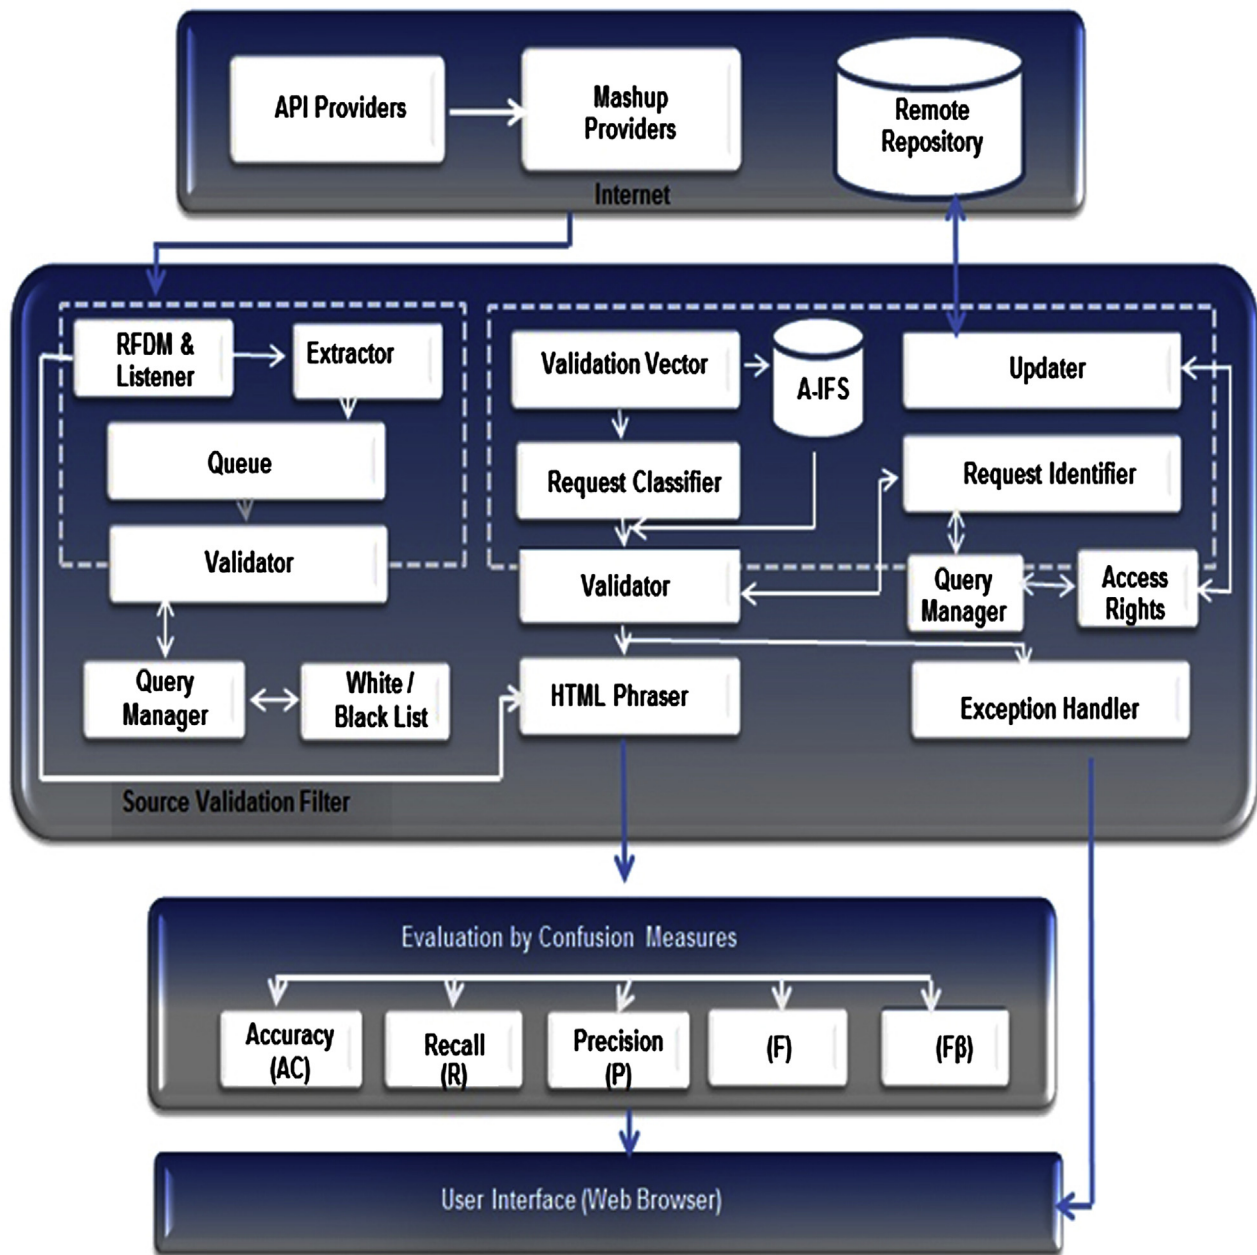 API Providers
Mashup
Providers
Remote
Repository
Internet
RFDM &
Listener
Extractor
Validation Vector
A-IFS
Updater
Queue
Request Classifier
Request Identifier
Validator
Validator
Query
Manager
Access
Rights
Query
Manager
White /
Black List
HTML Phraser
Exception Handler
Source Validation Filter
Evaluation by Confusion Measures
Accuracy
(AC)
Recall
(R)
Precision
(P)
(F)
(Fβ)
User Interface (Web Browser)